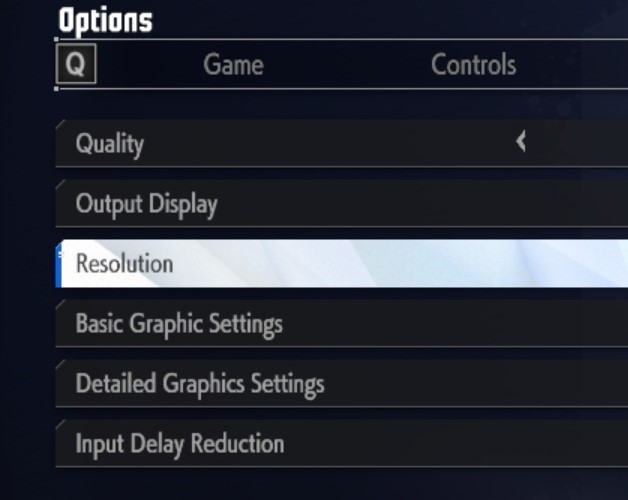 Options
Q Game Controls
Quality
Output Display
Resolution
Basic Graphic Settings
Detailed Graphics Settings
Input Delay Reduction